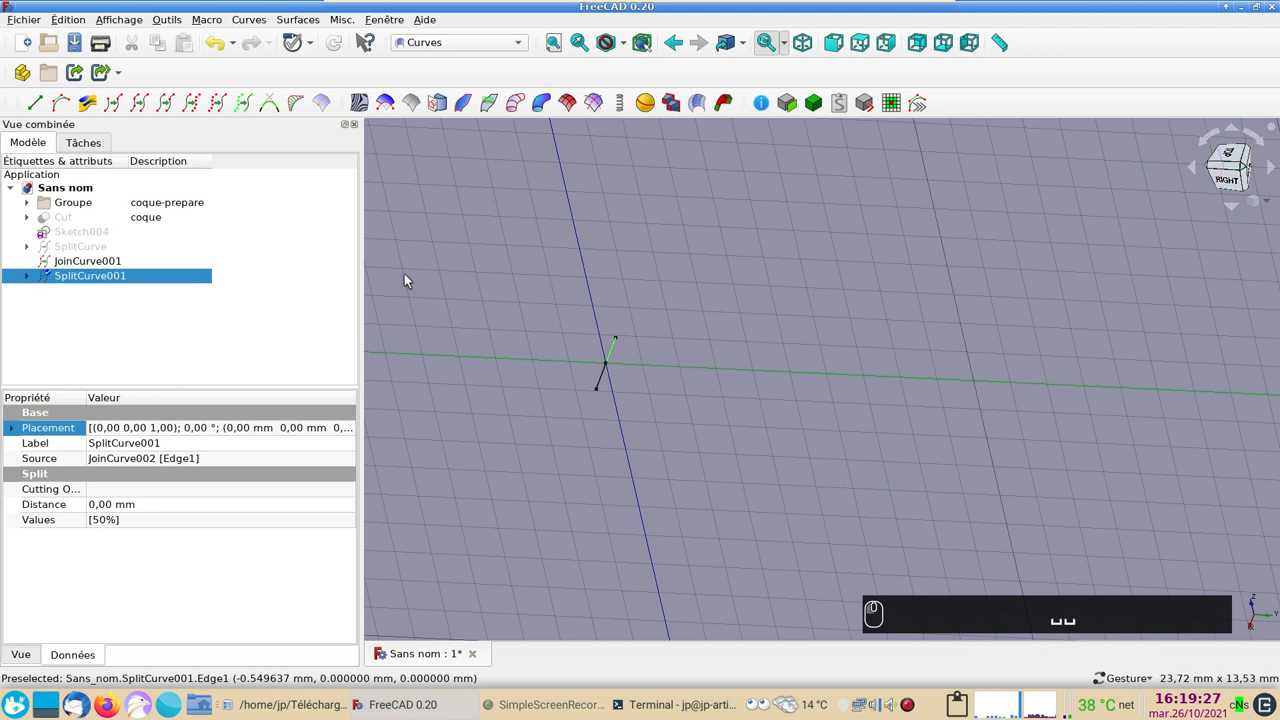 FreeCAD 0.20
Fichier Édition Affichage Outils Macro Curves Surfaces Misc. Fenêtre Aide
Curves
Vue combinée
Modèle Tâches
Étiquettes & attributs Description
Application
Sans nom
Groupe coque-prepare
Cut coque
Sketch004
SplitCurve
JoinCurve001
SplitCurve001
RIGHT
Propriété Valeur
Base
Placement [(0,00 0,00 1,00); 0,00 °; (0,00 mm 0,00 mm 0,...
Label SplitCurve001
Source JoinCurve002 [Edge1]
Split
Cutting O...
Distance 0,00 mm
Values [50%]
Z
Y
Vue Données
Sans nom : 1*
Preselected: Sans_nom.SplitCurve001.Edge1 (-0.549637 mm, 0.000000 mm, 0.000000 mm)
Gesture 23,72 mm x 13,53 mm
/home/jp/Télécharg... FreeCAD 0.20 SimpleScreenRecor... Terminal - jp@jp-arti... 14 °C 38 °C net 16:19:27 cNs
mar.26/10/2021